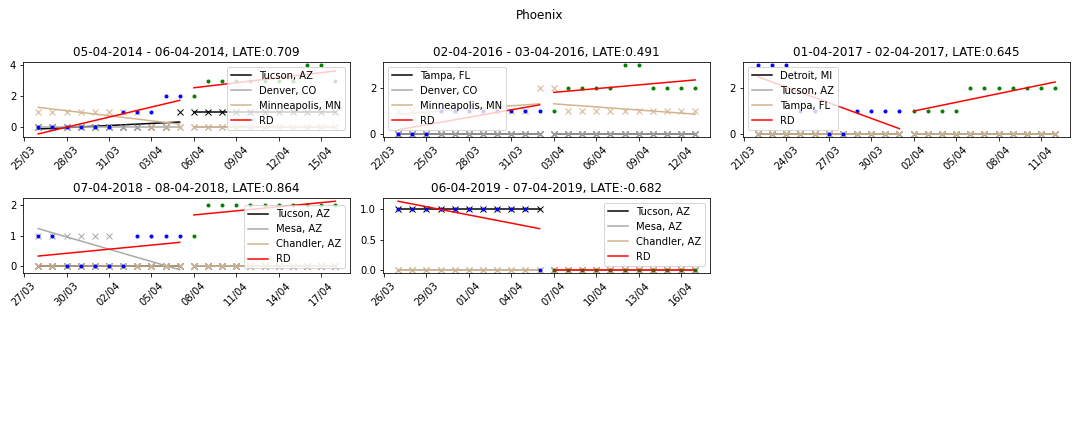 Phoenix
05-04-2014 - 06-04-2014, LATE:0.709
4
2
0
Tucson, AZ
Denver, CO
Minneapolis, MN
RD
25/03 28/03 31/03 03/04 06/04 09/04 12/04 15/04
02-04-2016 - 03-04-2016, LATE:0.491
2
0
Tampa, FL
Denver, CO
Minneapolis, MN
RD
22/03 25/03 28/03 31/03 03/04 06/04 09/04 12/04
01-04-2017 - 02-04-2017, LATE:0.645
2
0
Detroit, MI
Tucson, AZ
Tampa, FL
RD
21/03 24/03 27/03 30/03 02/04 05/04 08/04 11/04
07-04-2018 - 08-04-2018, LATE:0.864
2
1
0
Tucson, AZ
Mesa, AZ
Chandler, AZ
RD
27/03 30/03 02/04 05/04 08/04 11/04 14/04 17/04
06-04-2019 - 07-04-2019, LATE:-0.682
1.0
0.5
0.0
Tucson, AZ
Mesa, AZ
Chandler, AZ
RD
26/03 29/03 01/04 04/04 07/04 10/04 13/04 16/04